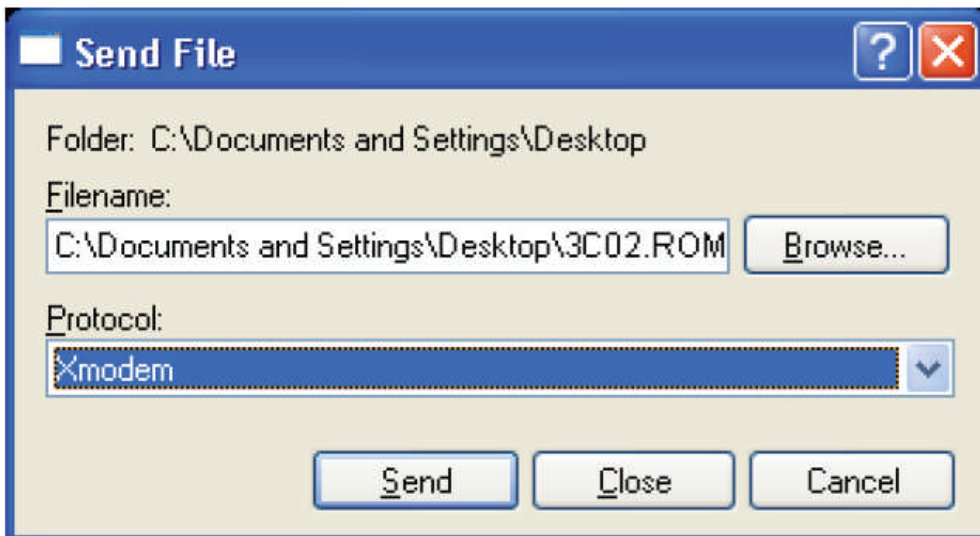 Send File
Folder: C:\Documents and Settings\Desktop
Filename:
C:\Documents and Settings\Desktop\3C02.ROM
Browse...
Protocol:
Xmodem
Send Close Cancel